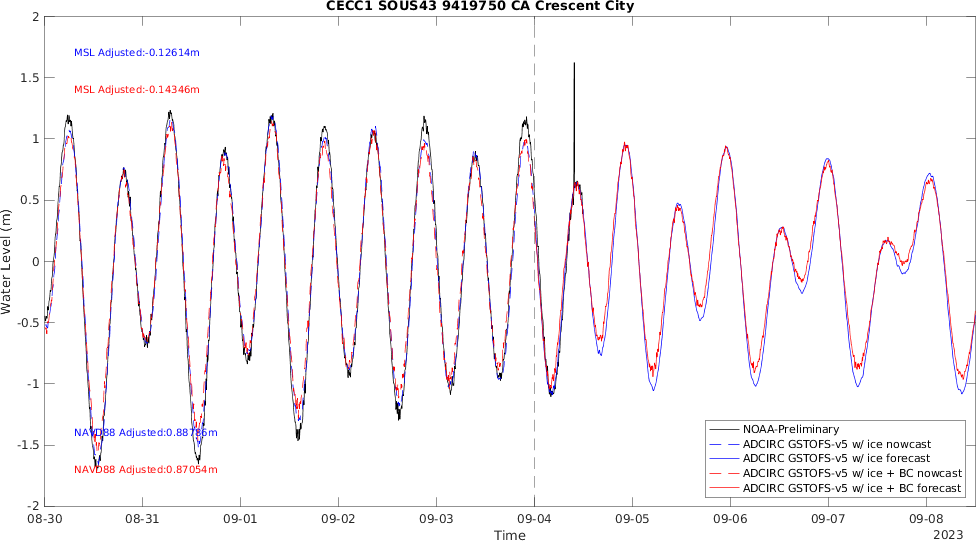 CECC1 SOUS43 9419750 CA Crescent City
2
1.5
1
0.5
0
-0.5
-1
-1.5
-2
Water Level (m)
MSL Adjusted:-0.12614m
MSL Adjusted:-0.14346m
NAVD88 Adjusted:0.88786m
NAVD88 Adjusted:0.87054m
NOAA-Preliminary
ADCIRC GSTOFS-v5 w/ ice nowcast
ADCIRC GSTOFS-v5 w/ ice forecast
ADCIRC GSTOFS-v5 w/ ice + BC nowcast
ADCIRC GSTOFS-v5 w/ ice + BC forecast
08-30 08-31 09-01 09-02 09-03 09-04 09-05 09-06 09-07 09-08
Time
2023